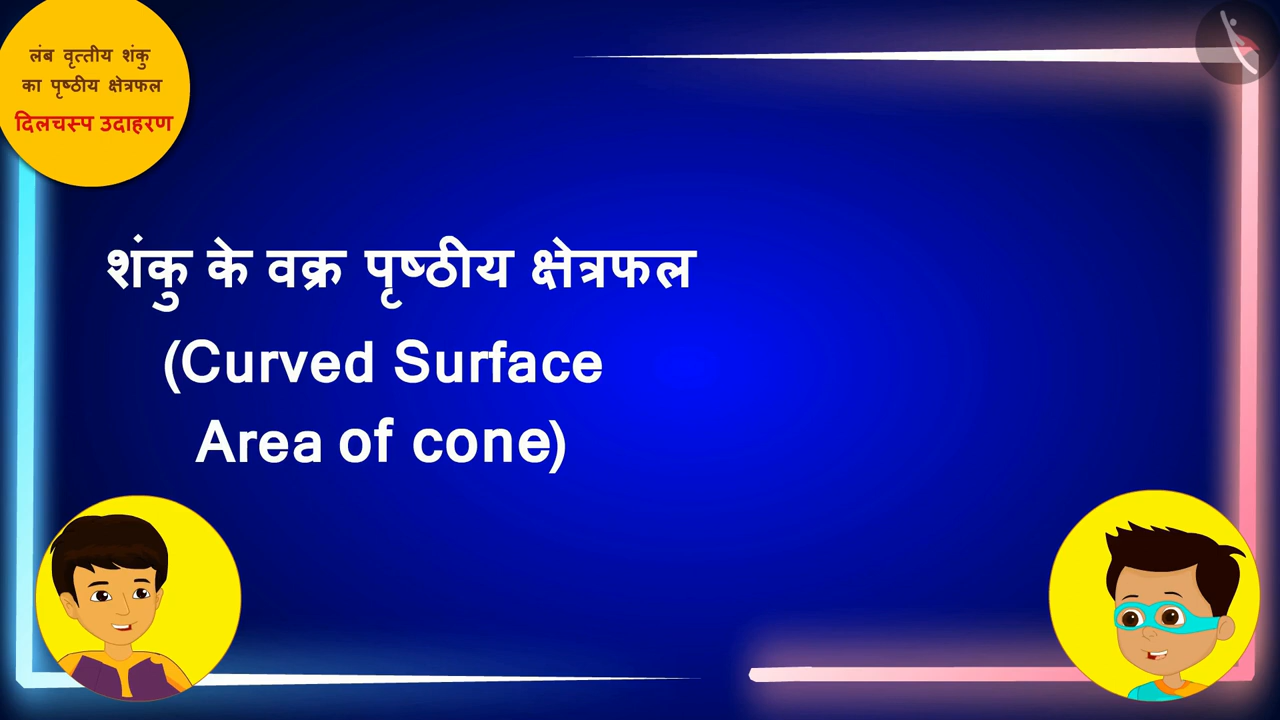 लंब वृत्तीय शंकु
का पृष्ठीय क्षेत्रफल
दिलचस्प उदाहरण
शंकु के वक्र पृष्ठीय क्षेत्रफल
(Curved Surface
Area of cone)